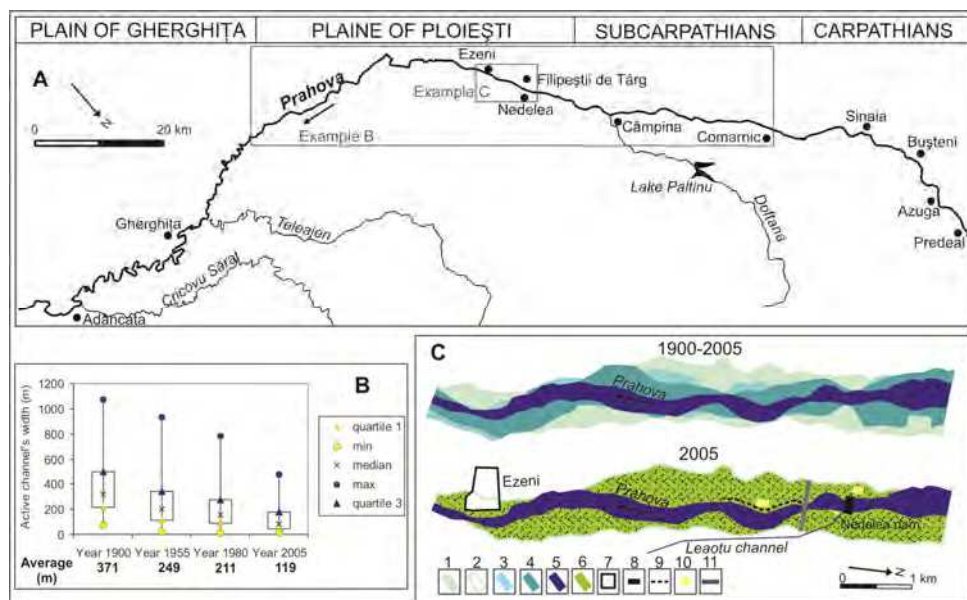 PLAIN OF GHERGHIȚA
PLAINE OF PLOIEȘTI
SUBCARPATHIANS
CARPATHIANS
A
Ezeni
Filipeștii de Târg
Prahova
Example C
Nedelea
N
0 20 km
Example B
Câmpina
Comarnic
Sinaia
Bușteni
Lake Paltinu
Doftana
Azuga
Predeal
Gherghița
Teleajen
Cricovu Sărat
Adâncata
B
Active channel's width (m)
1200
1000
800
600
400
200
0
Year 1900 Year 1955 Year 1980 Year 2005
Average (m) 371 249 211 119
quartile 1
min
median
max
quartile 3
C
1900-2005
Prahova
2005
Ezeni
Prahova
Nedelea dam
Leaotu channel
1 2 3 4 5 6 7 8 9 10 11
N
0 1 km